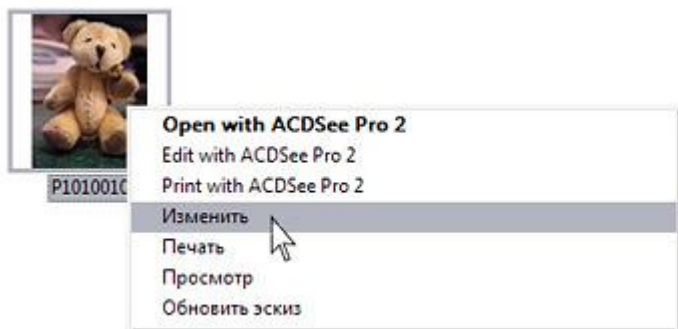 P1010010
Open with ACDSee Pro 2
Edit with ACDSee Pro 2
Print with ACDSee Pro 2
Изменить
Печать
Просмотр
Обновить эскиз